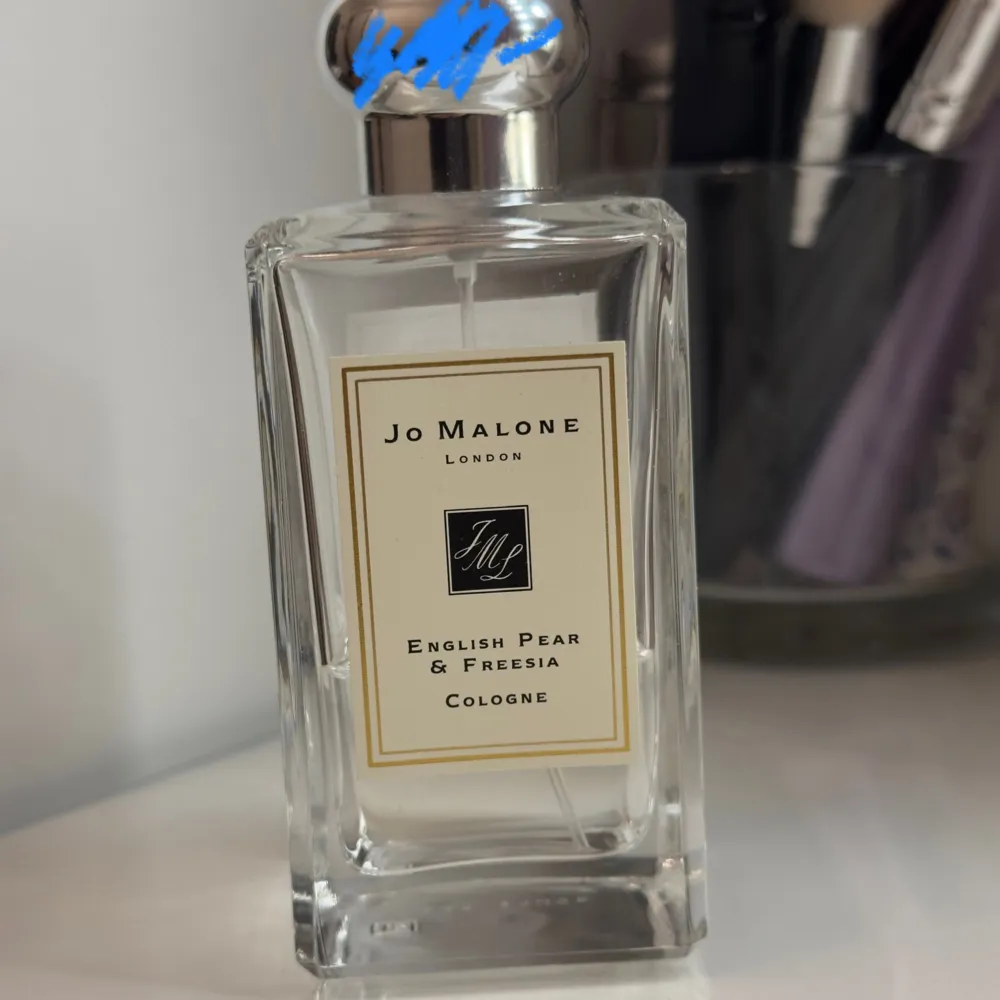 Jo Malone
London
JML
English Pear
& Freesia
Cologne